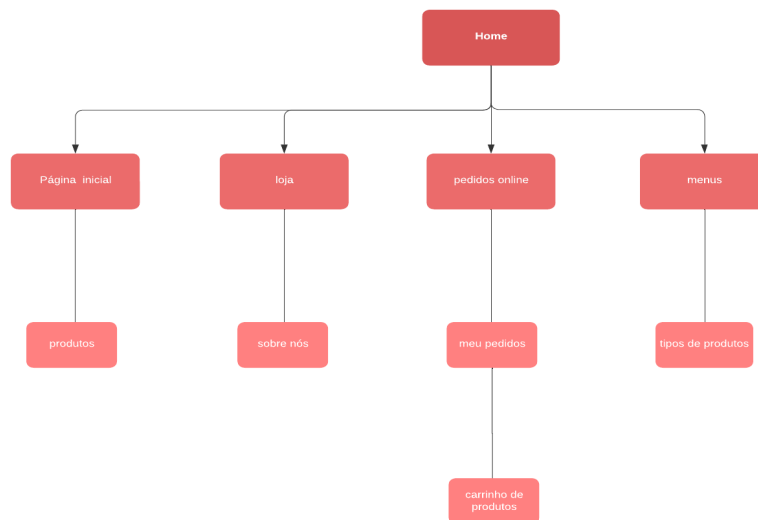 Home
Página inicial
loja
pedidos online
menus
produtos
sobre nós
meu pedidos
tipos de produtos
carrinho de
produtos